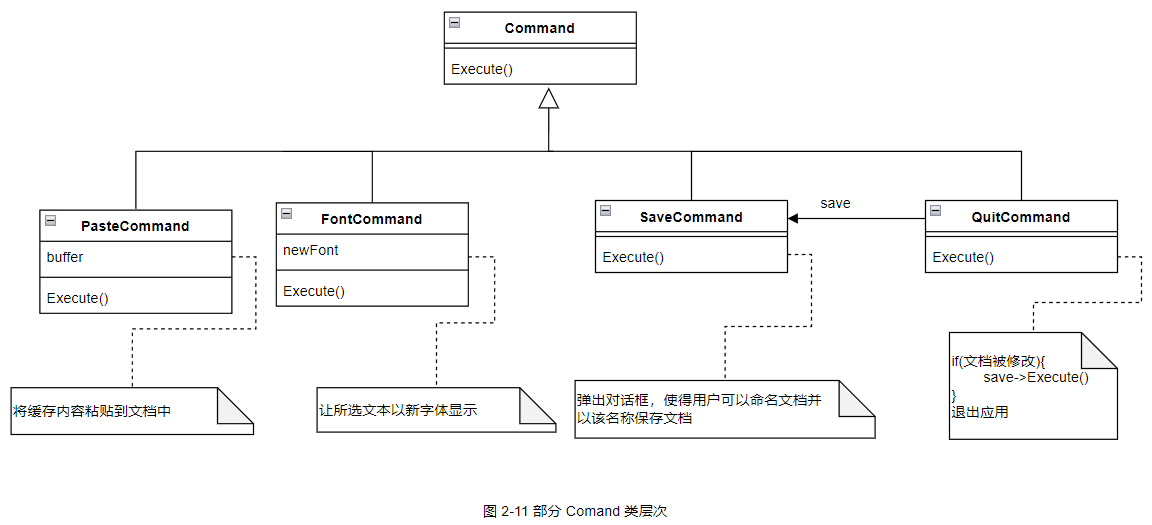 Command
Execute()
PasteCommand
buffer
Execute()
FontCommand
newFont
Execute()
SaveCommand
Execute()
save
QuitCommand
Execute()
将缓存内容粘贴到文档中
让所选文本以新字体显示
弹出对话框，使得用户可以命名文档并
以该名称保存文档
if(文档被修改){
save->Execute()
}
退出应用
图 2-11 部分 Comand 类层次